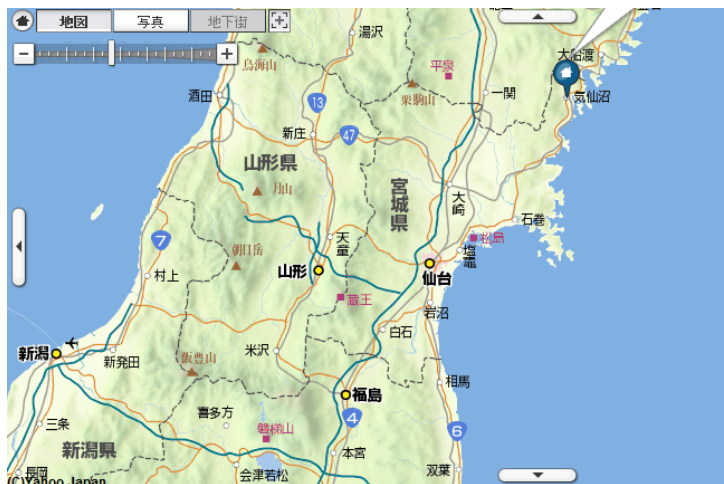 地図
写真
地下街
湯沢
大船渡
鳥海山
平泉
酒田
栗駒山
一関
気仙沼
13
新庄
47
山形県
月山
宮城県
大崎
石巻
7
天童
松島
朝日岳
塩竈
村上
山形
仙台
蔵王
岩沼
白石
新潟
新発田
米沢
飯豊山
相馬
福島
喜多方
4
三条
磐梯山
6
新潟県
本宮
長岡
会津若松
双葉
(C)Yahoo Japan